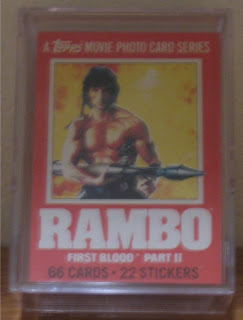 A Topps MOVIE PHOTO CARD SERIES
RAMBO
FIRST BLOOD PART II
66 CARDS • 22 STICKERS